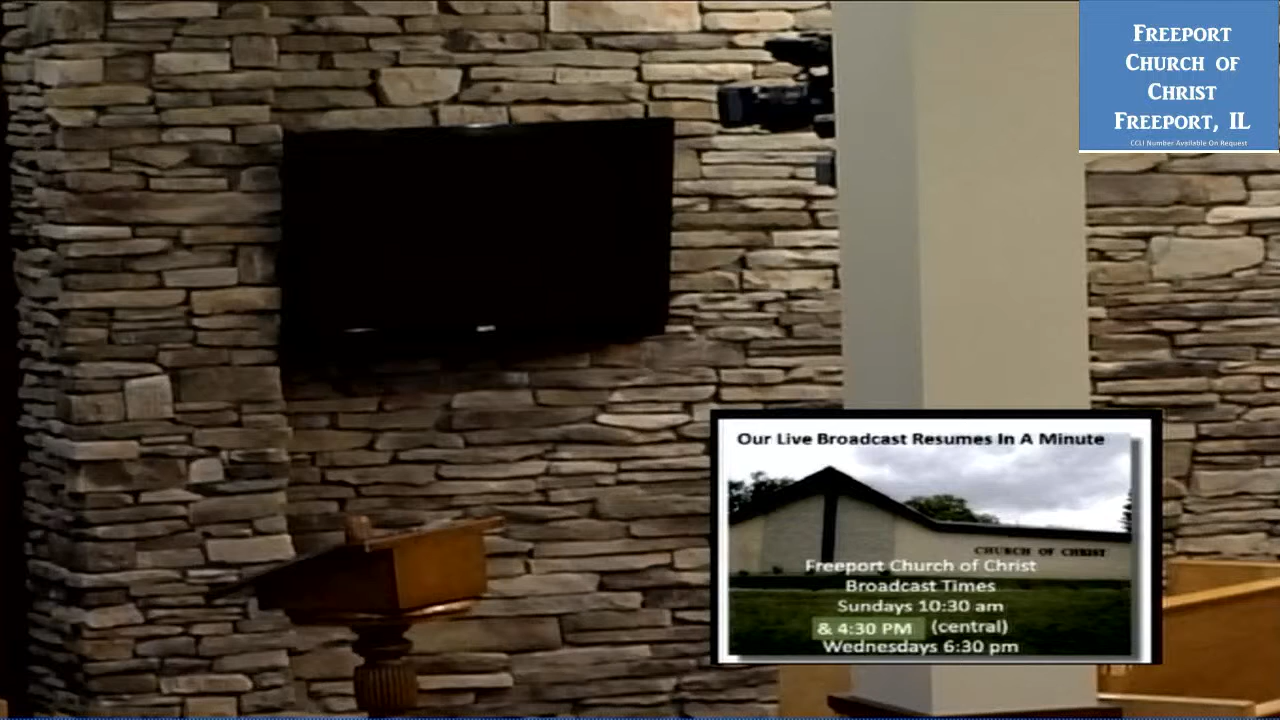 Freeport
Church of
Christ
Freeport, IL
CCLI Number Available On Request
Our Live Broadcast Resumes In A Minute
CHURCH OF CHRIST
Freeport Church of Christ
Broadcast Times
Sundays 10:30 am
& 4:30 PM (central)
Wednesdays 6:30 pm